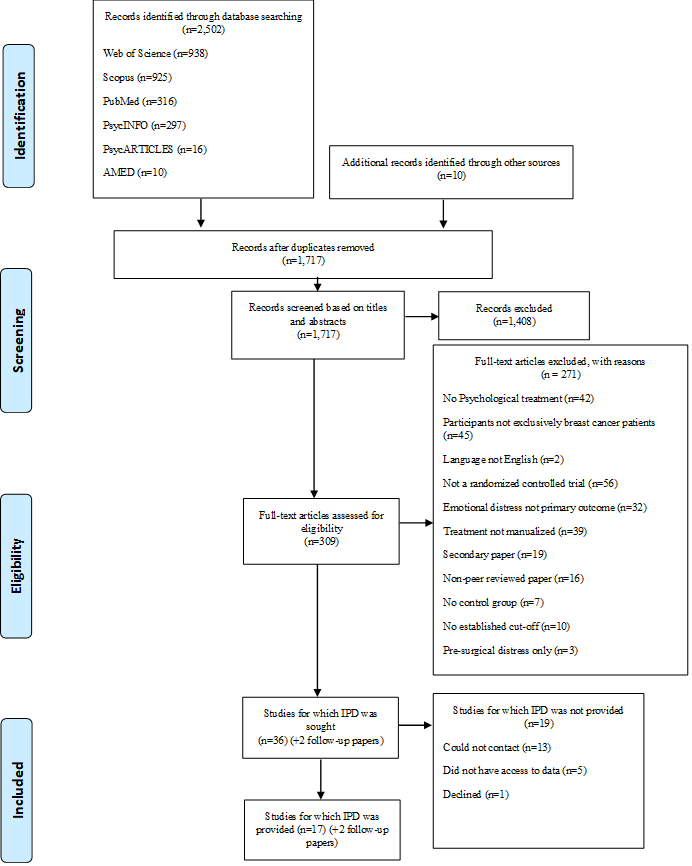 Records identified through database searching
(n=2,502)
Web of Science (n=938)
Scopus (n=925)
PubMed (n=316)
PsycINFO (n=297)
PsycARTICLES (n=16)
AMED (n=10)
Identification
Additional records identified through other sources
(n=10)
Records after duplicates removed
(n=1,717)
Screening
Records screened based on titles
and abstracts
(n=1,717)
Records excluded
(n=1,408)
Full-text articles excluded, with reasons
(n = 271)
No Psychological treatment (n=42)
Participants not exclusively breast cancer patients
(n=45)
Language not English (n=2)
Not a randomized controlled trial (n=56)
Emotional distress not primary outcome (n=32)
Treatment not manualized (n=39)
Secondary paper (n=19)
Non-peer reviewed paper (n=16)
No control group (n=7)
No established cut-off (n=10)
Pre-surgical distress only (n=3)
Eligibility
Full-text articles assessed for
eligibility
(n=309)
Included
Studies for which IPD was
sought
(n=36) (+2 follow-up papers)
Studies for which IPD was not provided
(n=19)
Could not contact (n=13)
Did not have access to data (n=5)
Declined (n=1)
Studies for which IPD was
provided (n=17) (+2 follow-up
papers)